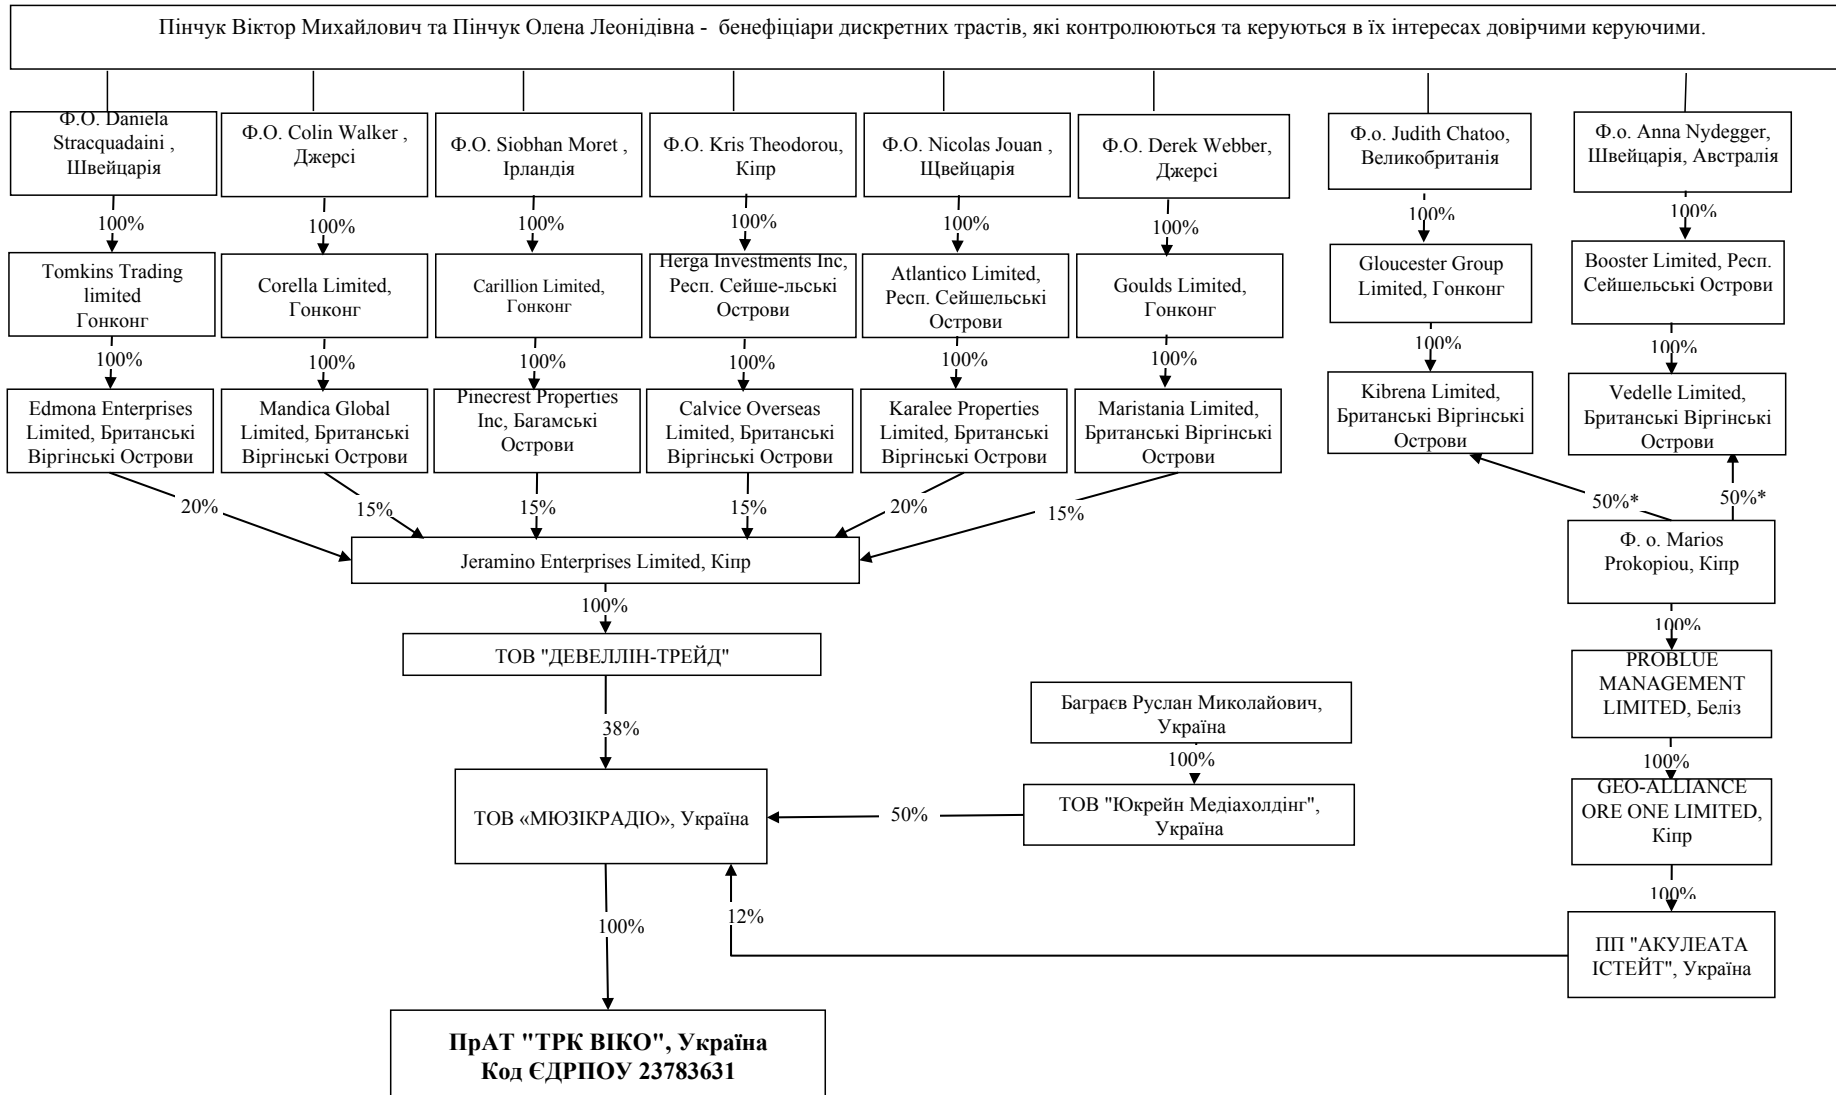 Пінчук Віктор Михайлович та Пінчук Олена Леонідівна - бенефіціари дискретних трастів, які контролюються та керуються в їх інтересах довірчими керуючими.
Ф.О. Daniela
Stracquadaini ,
Швейцарія
Ф.О. Colin Walker ,
Джерсі
Ф.О. Siobhan Moret ,
Ірландія
Ф.О. Kris Theodorou,
Кіпр
Ф.О. Nicolas Jouan ,
Щвейцарія
Ф.О. Derek Webber,
Джерсі
Ф.о. Judith Chatoo,
Великобританія
Ф.о. Anna Nydegger,
Швейцарія, Австралія
100%
100%
100%
100%
100%
100%
100%
100%
Tomkins Trading
limited
Гонконг
Corella Limited,
Гонконг
Carillion Limited,
Гонконг
Herga Investments Inc,
Респ. Сейше-льські
Острови
Atlantico Limited,
Респ. Сейшельські
Острови
Goulds Limited,
Гонконг
Gloucester Group
Limited, Гонконг
Booster Limited, Респ.
Сейшельські Острови
100%
100%
100%
100%
100%
100%
100%
100%
Edmona Enterprises
Limited, Британські
Віргінські Острови
Mandica Global
Limited, Британські
Віргінські Острови
Pinecrest Properties
Inc, Багамські
Острови
Calvice Overseas
Limited, Британські
Віргінські Острови
Karalee Properties
Limited, Британські
Віргінські Острови
Maristania Limited,
Британські Віргінські
Острови
Kibrena Limited,
Британські Віргінські
Острови
Vedelle Limited,
Британські Віргінські
Острови
20%
15%
15%
15%
20%
15%
50%*
50%*
Jeramino Enterprises Limited, Кіпр
Ф. о. Marios
Prokopiou, Кіпр
100%
100%
ТОВ "ДЕВЕЛЛІН-ТРЕЙД"
PROBLUE
MANAGEMENT
LIMITED, Беліз
Баграєв Руслан Миколайович,
Україна
38%
100%
100%
ТОВ «МЮЗІКРАДІО», Україна
50%
ТОВ "Юкрейн Медіахолдінг",
Україна
GEO-ALLIANCE
ORE ONE LIMITED,
Кіпр
100%
12%
100%
ПП "АКУЛЕАТА
ІСТЕЙТ", Україна
ПрАТ "ТРК ВІКО", Україна
Код ЄДРПОУ 23783631